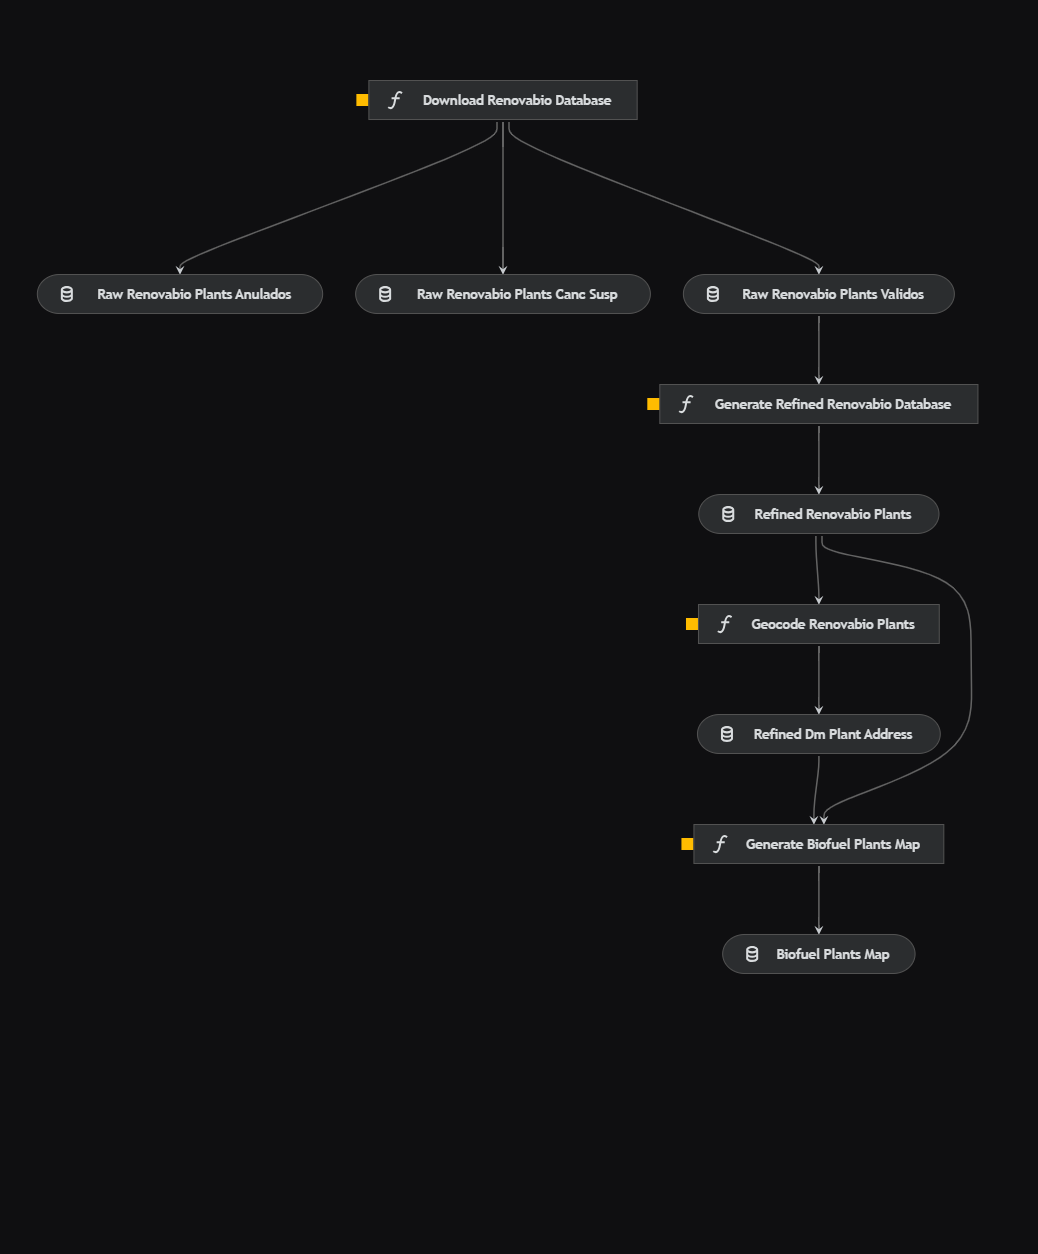 Download Renovabio Database
Raw Renovabio Plants Anulados
Raw Renovabio Plants Canc Susp
Raw Renovabio Plants Validos
Generate Refined Renovabio Database
Refined Renovabio Plants
Geocode Renovabio Plants
Refined Dm Plant Address
Generate Biofuel Plants Map
Biofuel Plants Map